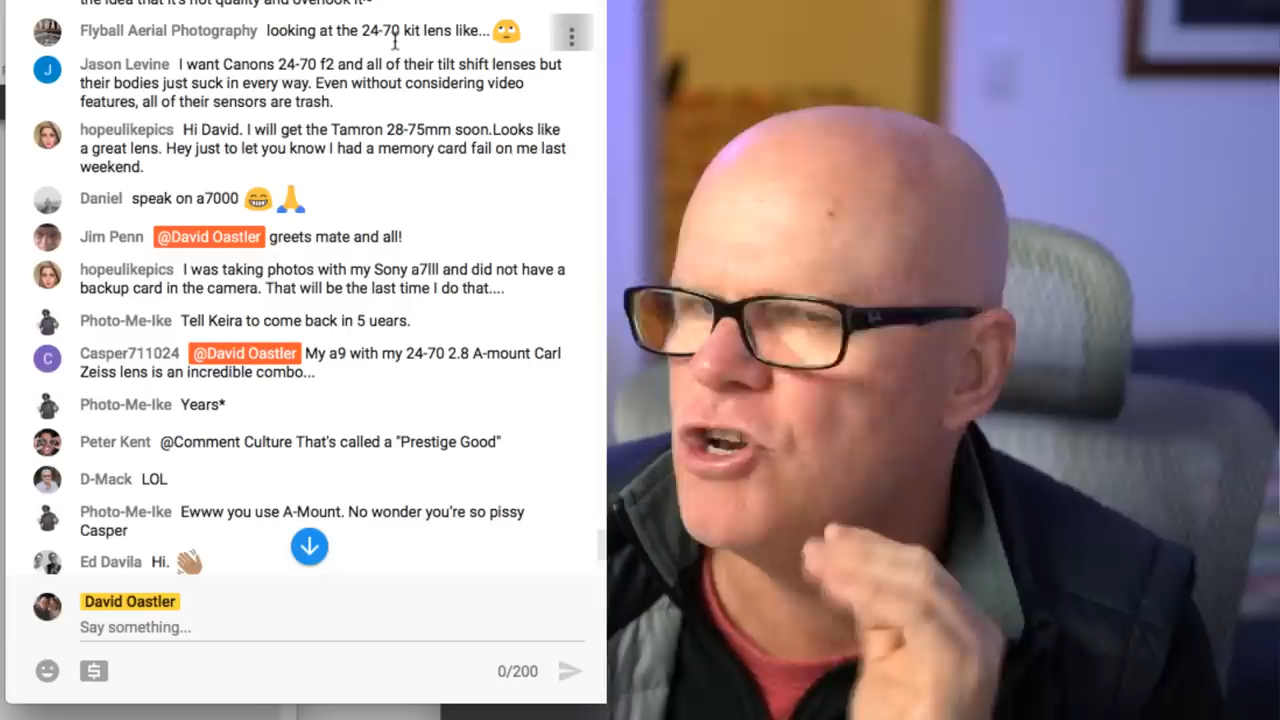 the idea that it's not quality and overlook it~
Flyball Aerial Photography looking at the 24-70 kit lens like... 🙄
J Jason Levine I want Canons 24-70 f2 and all of their tilt shift lenses but
their bodies just suck in every way. Even without considering video
features, all of their sensors are trash.
hopeulikepics Hi David. I will get the Tamron 28-75mm soon.Looks like
a great lens. Hey just to let you know I had a memory card fail on me last
weekend.
Daniel speak on a7000 😁🙏
Jim Penn @David Oastler greets mate and all!
hopeulikepics I was taking photos with my Sony a7lll and did not have a
backup card in the camera. That will be the last time I do that....
Photo-Me-Ike Tell Keira to come back in 5 uears.
C Casper711024 @David Oastler My a9 with my 24-70 2.8 A-mount Carl
Zeiss lens is an incredible combo...
Photo-Me-Ike Years*
Peter Kent @Comment Culture That's called a "Prestige Good"
D-Mack LOL
Photo-Me-Ike Ewww you use A-Mount. No wonder you're so pissy
Casper
Ed Davila Hi. 👋🏽
David Oastler
Say something...
0/200